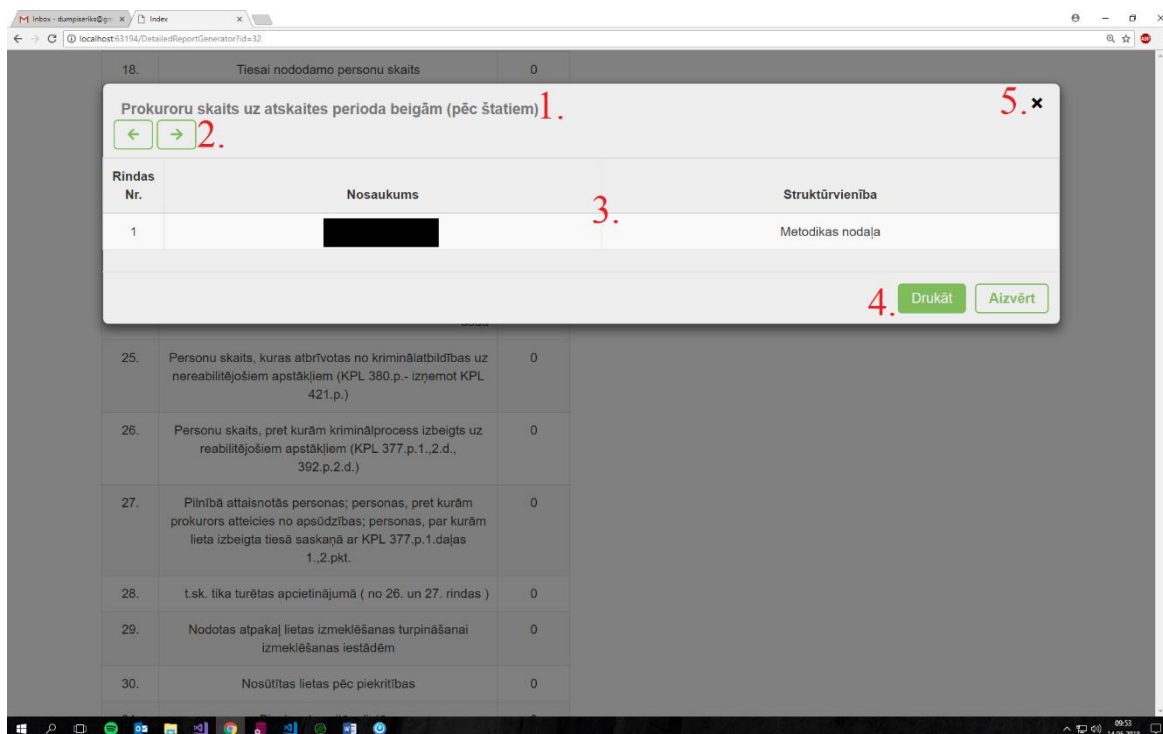 Inbox - dumpiseriks@gm
Index
localhost:63194/DetailedReportGenerator?id=32
18. Tiesai nododamo personu skaits 0
Prokuroru skaits uz atskaites perioda beigām (pēc štatiem) 1.
5.
2.
Rindas Nr. Nosaukums Struktūrvienība
3.
1 Metodikas nodaļa
4. Drukāt Aizvērt
25. Personu skaits, kuras atbrīvotas no kriminālatbildības uz 0
nereabilitējošiem apstākļiem (KPL 380.p.- izņemot KPL
421.p.)
26. Personu skaits, pret kurām kriminālprocess izbeigts uz 0
reabilitējošiem apstākļiem (KPL 377.p.1.,2.d.,
392.p.2.d.)
27. Pilnībā attaisnotās personas; personas, pret kurām 0
prokurors atteicies no apsūdzības; personas, par kurām
lieta izbeigta tiesā saskaņā ar KPL 377.p.1.daļas
1.,2.pkt.
28. t.sk. tika turētas apcietinājumā ( no 26. un 27. rindas ) 0
29. Nodotas atpakaļ lietas izmeklēšanas turpināšanai 0
izmeklēšanas iestādēm
30. Nosūtītas lietas pēc piekritības 0
09:53
14.05.2018